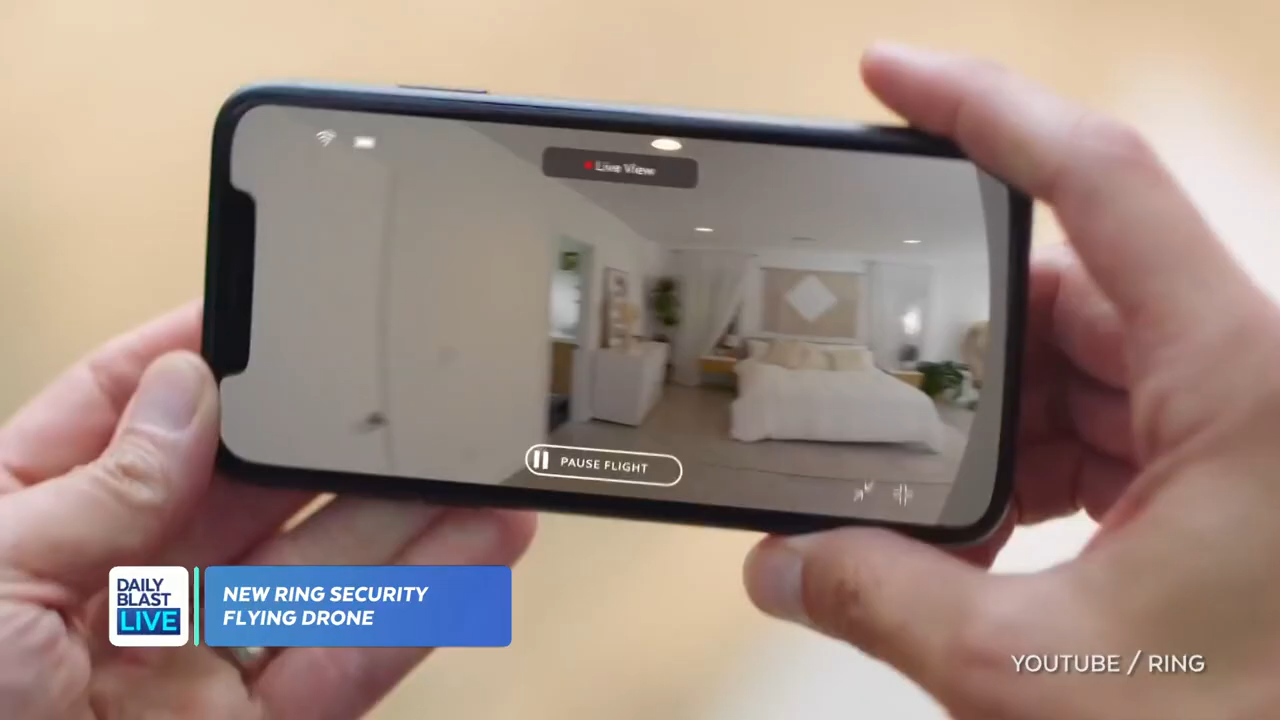 Live View
PAUSE FLIGHT
DAILY
BLAST
LIVE
NEW RING SECURITY
FLYING DRONE
YOUTUBE / RING